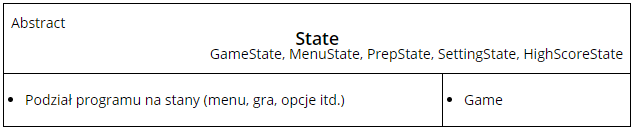 Abstract
State
GameState, MenuState, PrepState, SettingState, HighScoreState
• Podział programu na stany (menu, gra, opcje itd.)
• Game